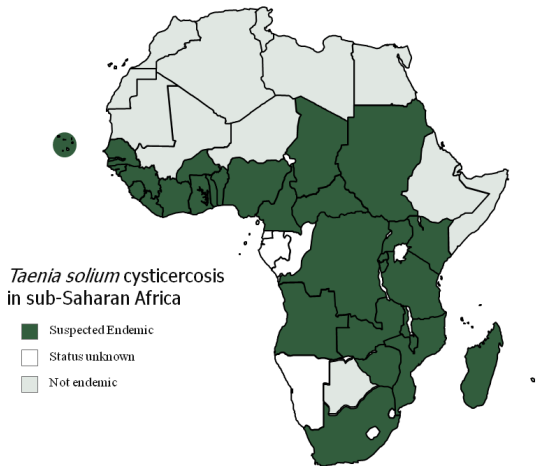 Taenia solium cysticercosis
in sub-Saharan Africa
Suspected Endemic
Status unknown
Not endemic